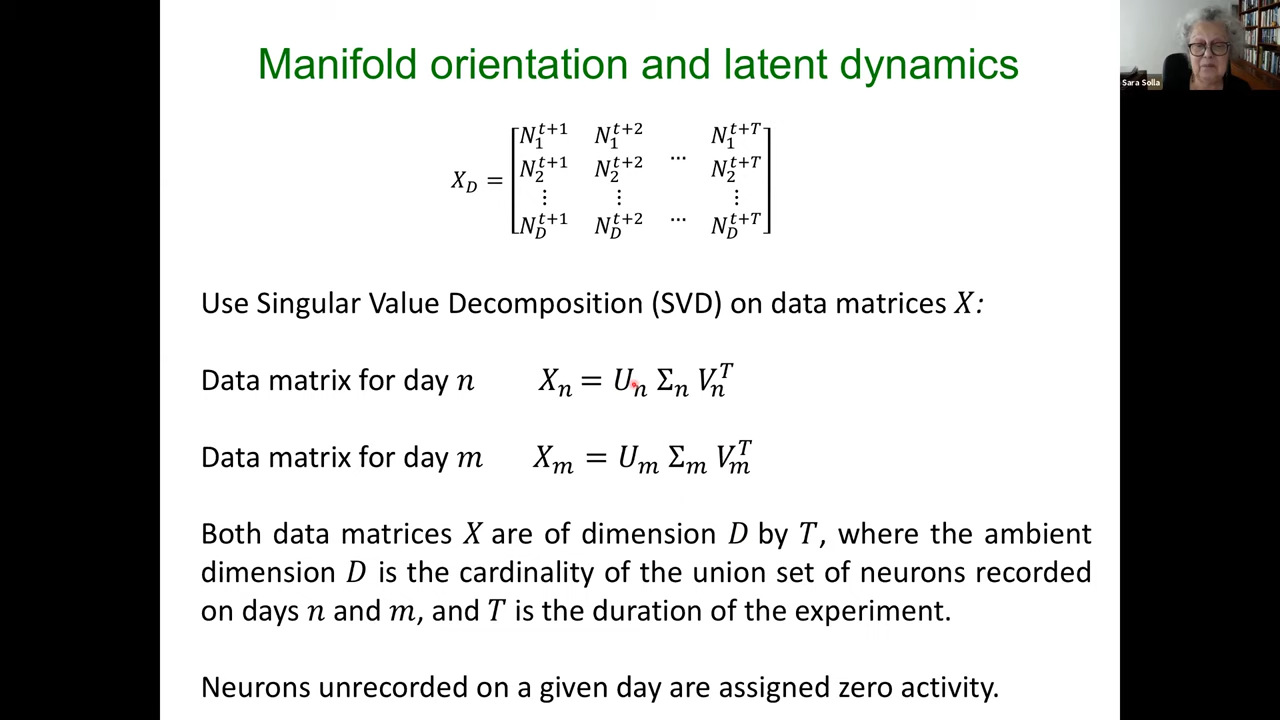 Manifold orientation and latent dynamics
Sara Solla
X_D = [N_1^{t+1} N_1^{t+2} ⋯ N_1^{t+T}
N_2^{t+1} N_2^{t+2} N_2^{t+T}
⋮ ⋮ ⋮
N_D^{t+1} N_D^{t+2} ⋯ N_D^{t+T}]
Use Singular Value Decomposition (SVD) on data matrices X:
Data matrix for day n X_n = U_n Σ_n V_n^T
Data matrix for day m X_m = U_m Σ_m V_m^T
Both data matrices X are of dimension D by T, where the ambient
dimension D is the cardinality of the union set of neurons recorded
on days n and m, and T is the duration of the experiment.
Neurons unrecorded on a given day are assigned zero activity.